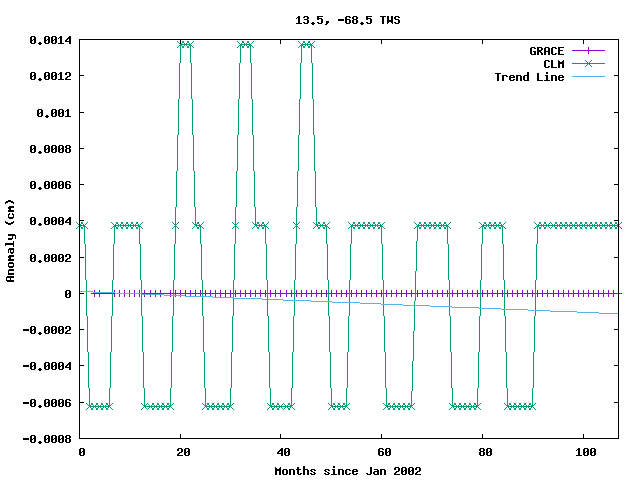 13.5, -68.5 TWS
0.0014
GRACE
CLM
Trend Line
0.0012
0.001
0.0008
0.0006
0.0004
0.0002
0
-0.0002
-0.0004
-0.0006
-0.0008
Anomaly (cm)
0 20 40 60 80 100
Months since Jan 2002